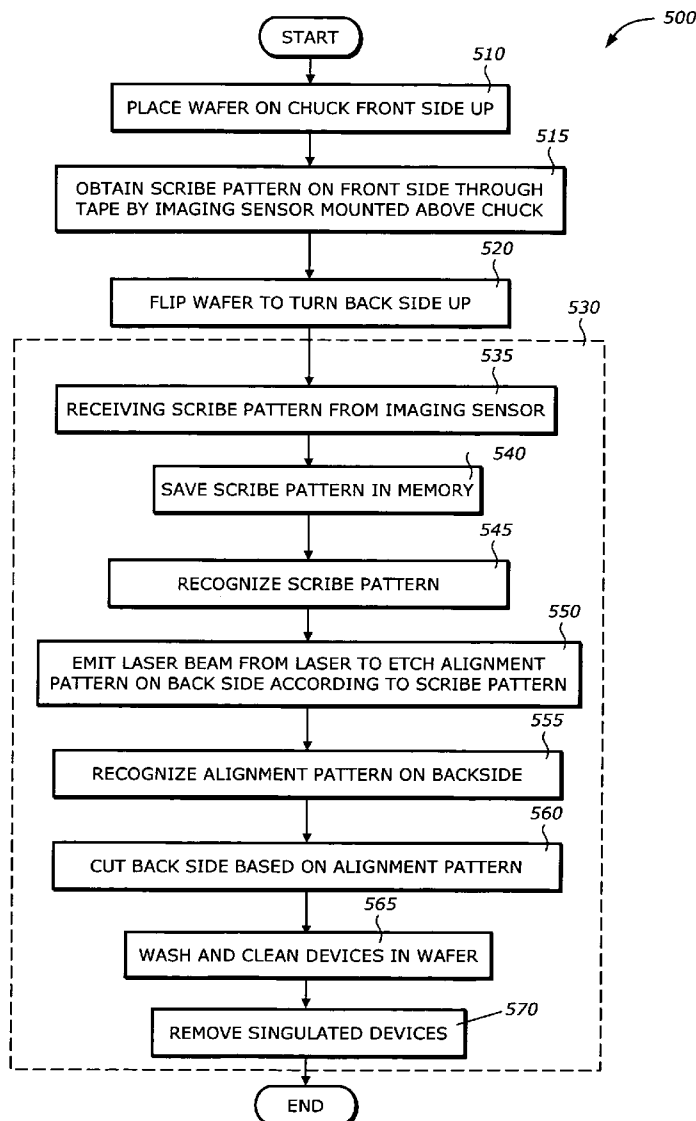 500
START
510
PLACE WAFER ON CHUCK FRONT SIDE UP
515
OBTAIN SCRIBE PATTERN ON FRONT SIDE THROUGH
TAPE BY IMAGING SENSOR MOUNTED ABOVE CHUCK
520
FLIP WAFER TO TURN BACK SIDE UP
530
535
RECEIVING SCRIBE PATTERN FROM IMAGING SENSOR
540
SAVE SCRIBE PATTERN IN MEMORY
545
RECOGNIZE SCRIBE PATTERN
550
EMIT LASER BEAM FROM LASER TO ETCH ALIGNMENT
PATTERN ON BACK SIDE ACCORDING TO SCRIBE PATTERN
555
RECOGNIZE ALIGNMENT PATTERN ON BACKSIDE
560
CUT BACK SIDE BASED ON ALIGNMENT PATTERN
565
WASH AND CLEAN DEVICES IN WAFER
570
REMOVE SINGULATED DEVICES
END